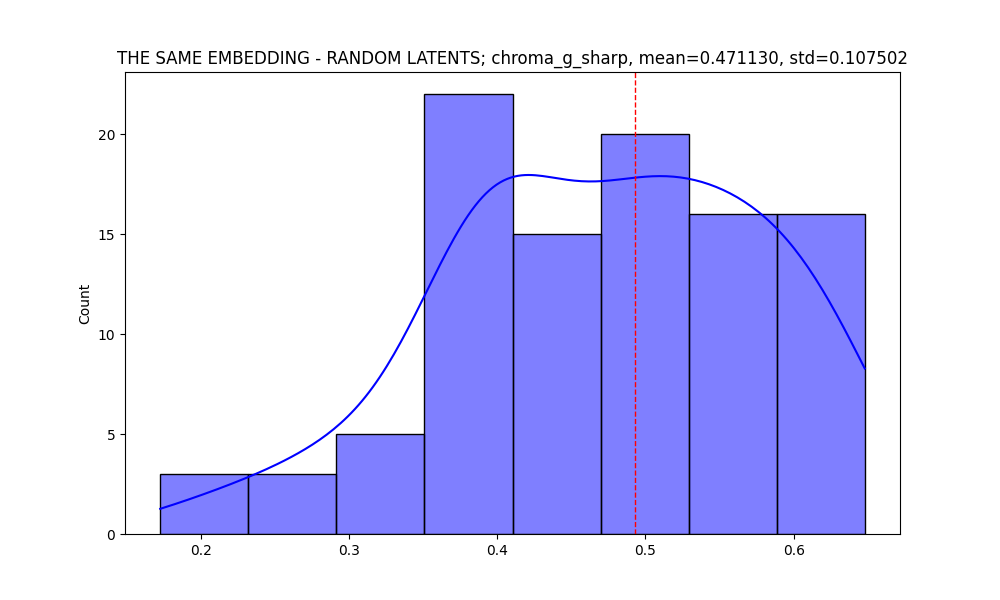 THE SAME EMBEDDING - RANDOM LATENTS; chroma_g_sharp, mean=0.471130, std=0.107502
20
15
10
5
0
Count
0.2 0.3 0.4 0.5 0.6